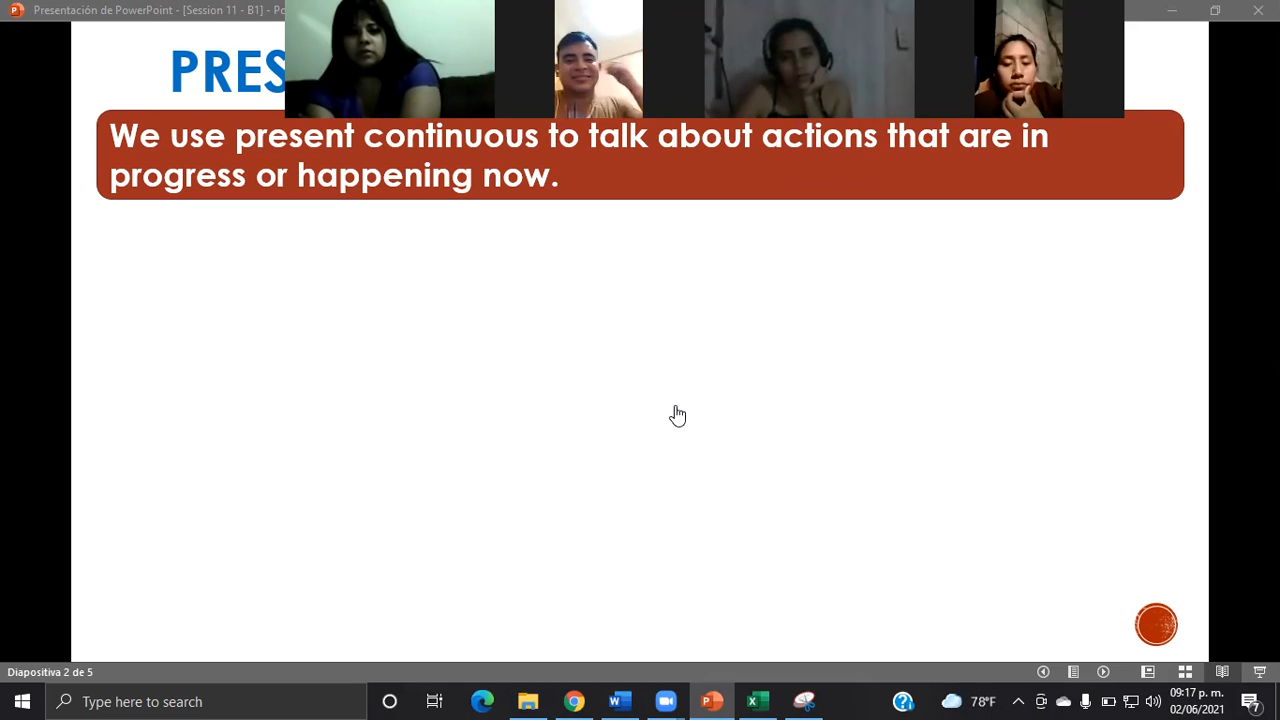 Presentación de PowerPoint - [Session 11 - B1] - Po
PRES
We use present continuous to talk about actions that are in
progress or happening now.
Diapositiva 2 de 5
Type here to search
78°F
09:17 p. m.
02/06/2021
7